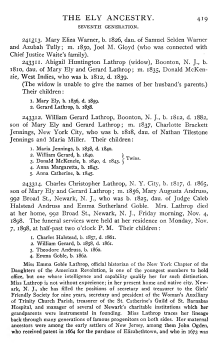 THE ELY ANCESTRY. 419
SEVENTH GENERATION.
241313. Mary Eliza Warner, b. 1826, dau. of Samuel Selden Warner
and Azubah Tully; m. 1850, Joel M. Gloyd (who was connected with
Chief Justice Waite's family).
243311. Abigail Huntington Lathrop (widow), Boonton, N. J., b.
1810, dau. of Mary Ely and Gerard Lathrop; m. 1835, Donald McKen-
zie, West Indies, who was b. 1812, d. 1839.
(The widow is unable to give the names of her husband's parents.)
Their children:
1. Mary Ely, b. 1836, d. 1859.
2. Gerard Lathrop, b. 1838.
243312. William Gerard Lathrop, Boonton, N. J., b. 1812, d. 1882,
son of Mary Ely and Gerard Lathrop; m. 1837, Charlotte Brackett
Jennings, New York City, who was b. 1818, dau. of Nathan Tilestone
Jennings and Maria Miller. Their children:
1. Maria Jennings, b. 1838, d. 1840.
2. William Gerard, b. 1840.
3. Donald McKenzie, b. 1840, d. 1843. } Twins.
4. Anna Margaretta, b. 1843.
5. Anna Catherine, b. 1845.
243314. Charles Christopher Lathrop, N. Y. City, b. 1817, d. 1865,
son of Mary Ely and Gerard Lathrop; m. 1856, Mary Augusta Andruss,
992 Broad St., Newark, N. J., who was b. 1825, dau. of Judge Caleb
Halstead Andruss and Emma Sutherland Goble. Mrs. Lathrop died
at her home, 992 Broad St., Newark, N. J., Friday morning, Nov. 4,
1898. The funeral services were held at her residence on Monday, Nov.
7, 1898, at half-past two o'clock P. M. Their children:
1. Charles Halstead, b. 1857, d. 1861.
2. William Gerard, b. 1858, d. 1861.
3. Theodore Andruss, b. 1860.
4. Emma Goble, b. 1862.
Miss Emma Goble Lathrop, official historian of the New York Chapter of the
Daughters of the American Revolution, is one of the youngest members to hold
office, but one whose intelligence and capability qualify her for such distinction.
Miss Lathrop is not without experience; in her present home and native city, New-
ark, N. J., she has filled the positions of secretary and treasurer to the Girls'
Friendly Society for nine years, secretary and president of the Woman's Auxiliary
of Trinity Church Parish, treasurer of the St. Catherine's Guild of St. Barnabas
Hospital, and manager of several of Newark's charitable institutions which her
grandparents were instrumental in founding. Miss Lathrop traces her lineage
back through many generations of famous progenitors on both sides. Her maternal
ancestors were among the early settlers of New Jersey, among them John Ogden,
who received patent in 1664 for the purchase of Elizabethtown, and who in 1673 was